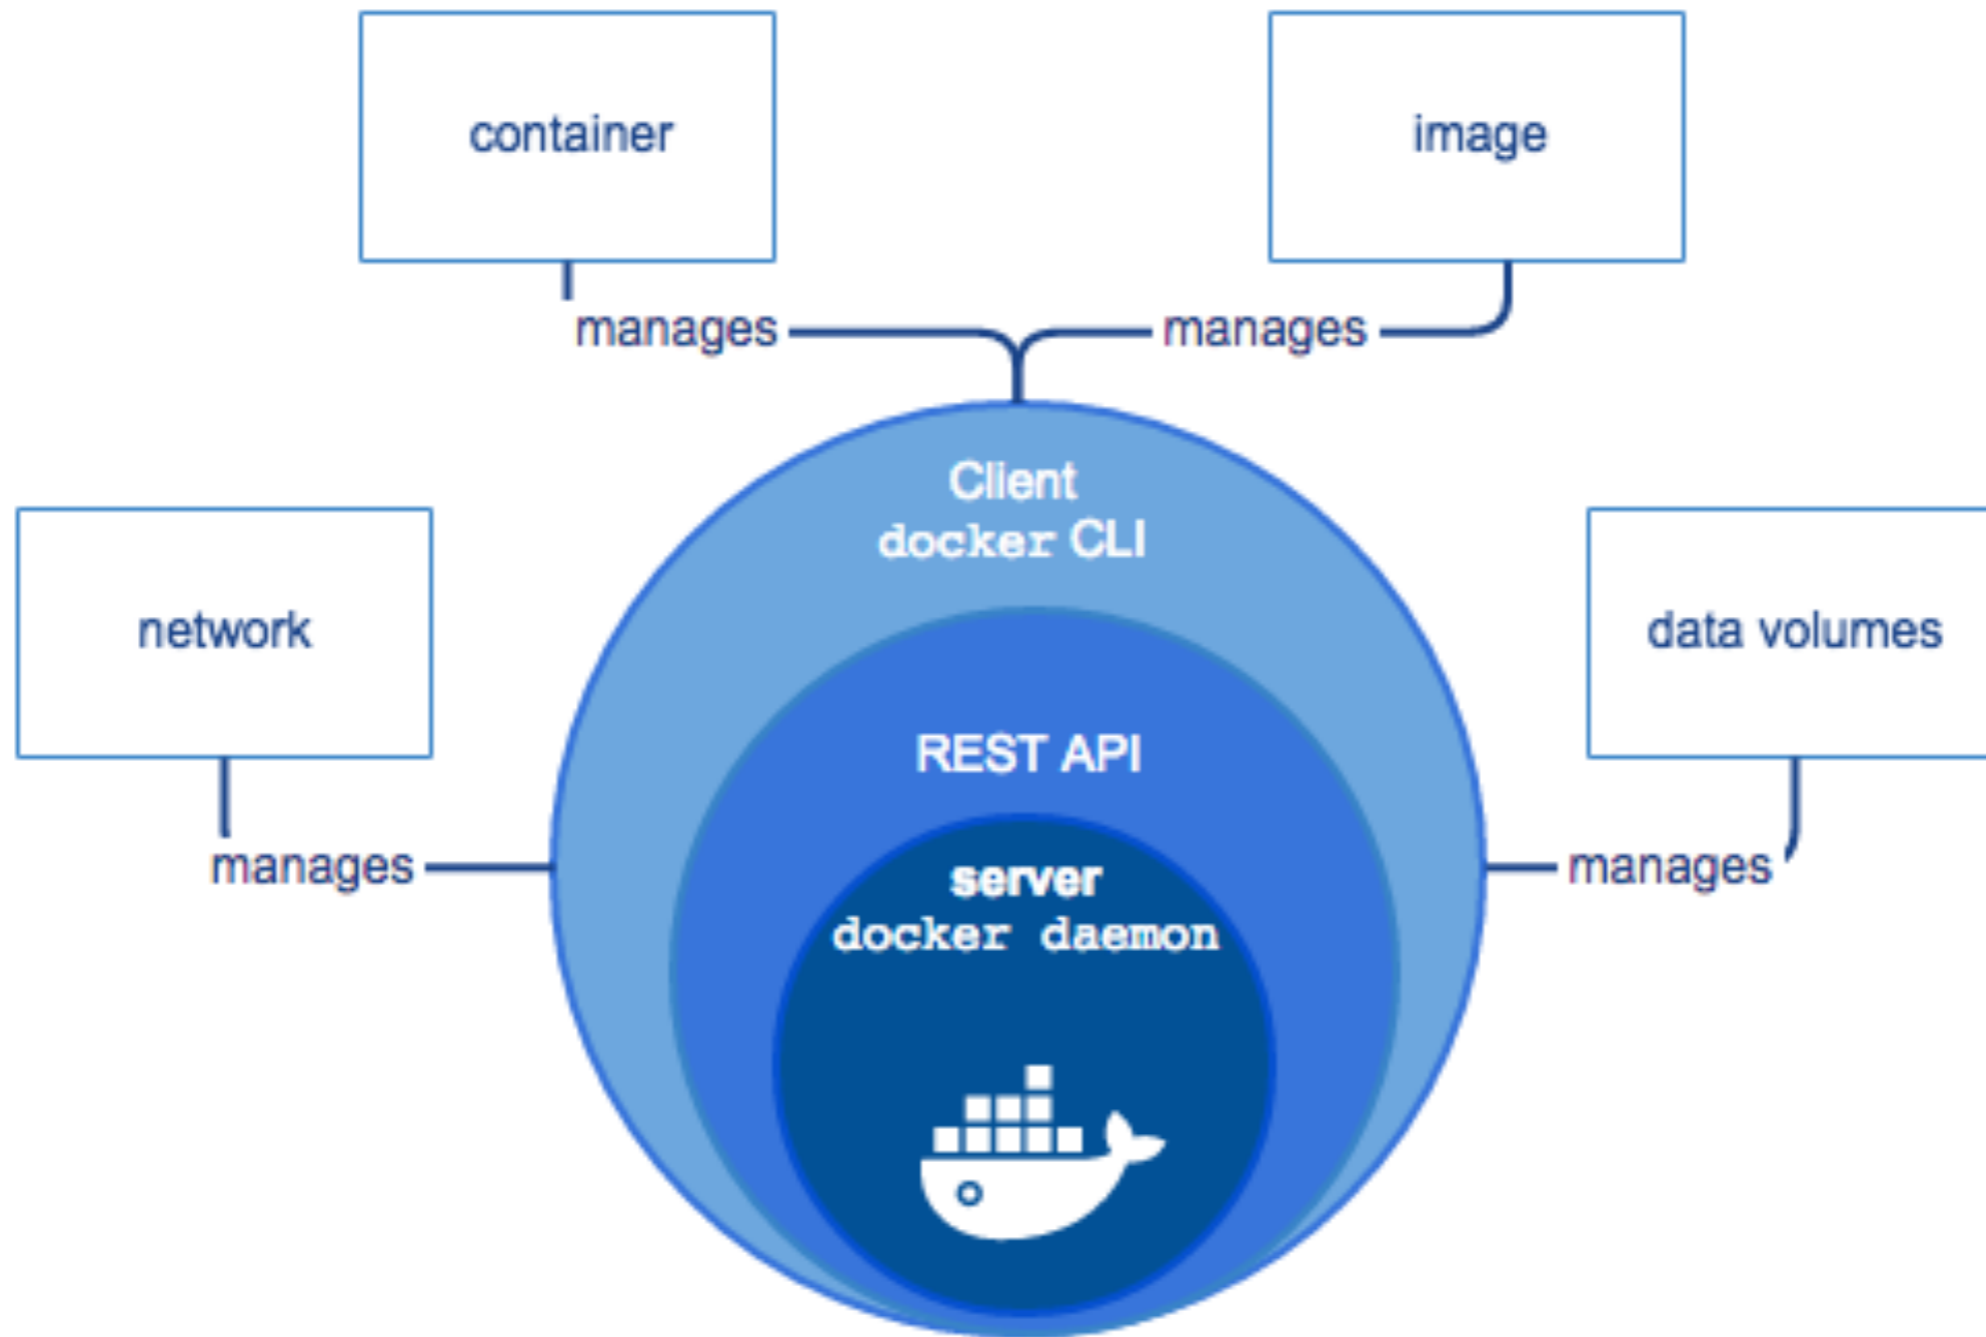 container
image
manages
manages
Client
docker CLI
network
data volumes
REST API
manages
manages
server
docker daemon